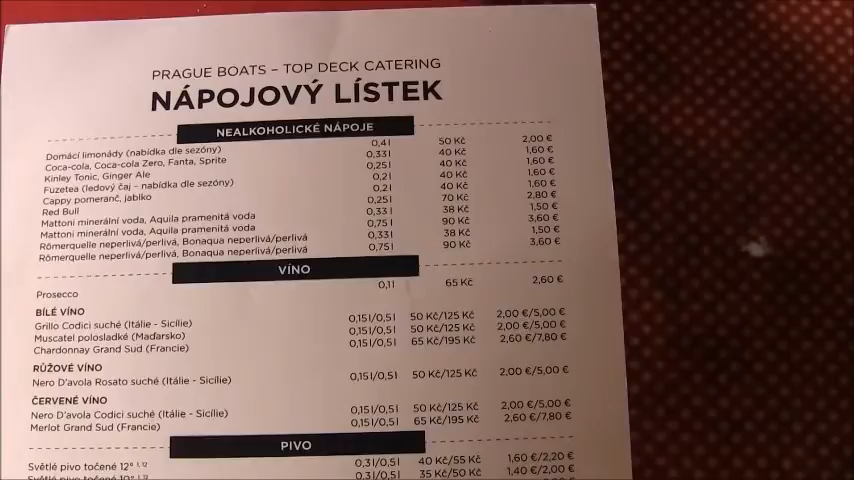 PRAGUE BOATS – TOP DECK CATERING
NÁPOJOVÝ LÍSTEK
NEALKOHOLICKÉ NÁPOJE
Domácí limonády (nabídka dle sezóny) 0,4l 50 Kč 2,00 €
Coca-cola, Coca-cola Zero, Fanta, Sprite 0,33l 40 Kč 1,60 €
Kinley Tonic, Ginger Ale 0,25l 40 Kč 1,60 €
Fuzetea (ledový čaj – nabídka dle sezóny) 0,2l 40 Kč 1,60 €
Cappy pomeranč, jablko 0,2l 40 Kč 1,60 €
Red Bull 0,25l 70 Kč 2,80 €
Mattoni minerální voda, Aquila pramenitá voda 0,33l 38 Kč 1,50 €
Mattoni minerální voda, Aquila pramenitá voda 0,75l 90 Kč 3,60 €
Römerquelle neperlivá/perlivá, Bonaqua neperlivá/perlivá 0,33l 38 Kč 1,50 €
Römerquelle neperlivá/perlivá, Bonaqua neperlivá/perlivá 0,75l 90 Kč 3,60 €
VÍNO
Prosecco 0,1l 65 Kč 2,60 €
BÍLÉ VÍNO
Grillo Codici suché (Itálie - Sicílie) 0,15l/0,5l 50 Kč/125 Kč 2,00 €/5,00 €
Muscatel polosladké (Maďarsko) 0,15l/0,5l 50 Kč/125 Kč 2,00 €/5,00 €
Chardonnay Grand Sud (Francie) 0,15l/0,5l 65 Kč/195 Kč 2,60 €/7,80 €
RŮŽOVÉ VÍNO
Nero D'avola Rosato suché (Itálie - Sicílie) 0,15l/0,5l 50 Kč/125 Kč 2,00 €/5,00 €
ČERVENÉ VÍNO
Nero D'avola Codici suché (Itálie - Sicílie) 0,15l/0,5l 50 Kč/125 Kč 2,00 €/5,00 €
Merlot Grand Sud (Francie) 0,15l/0,5l 65 Kč/195 Kč 2,60 €/7,80 €
PIVO
Světlé pivo točené 12° 0,3l/0,5l 40 Kč/55 Kč 1,60 €/2,20 €
Světlé pivo točené 10° 0,3l/0,5l 35 Kč/50 Kč 1,40 €/2,00 €